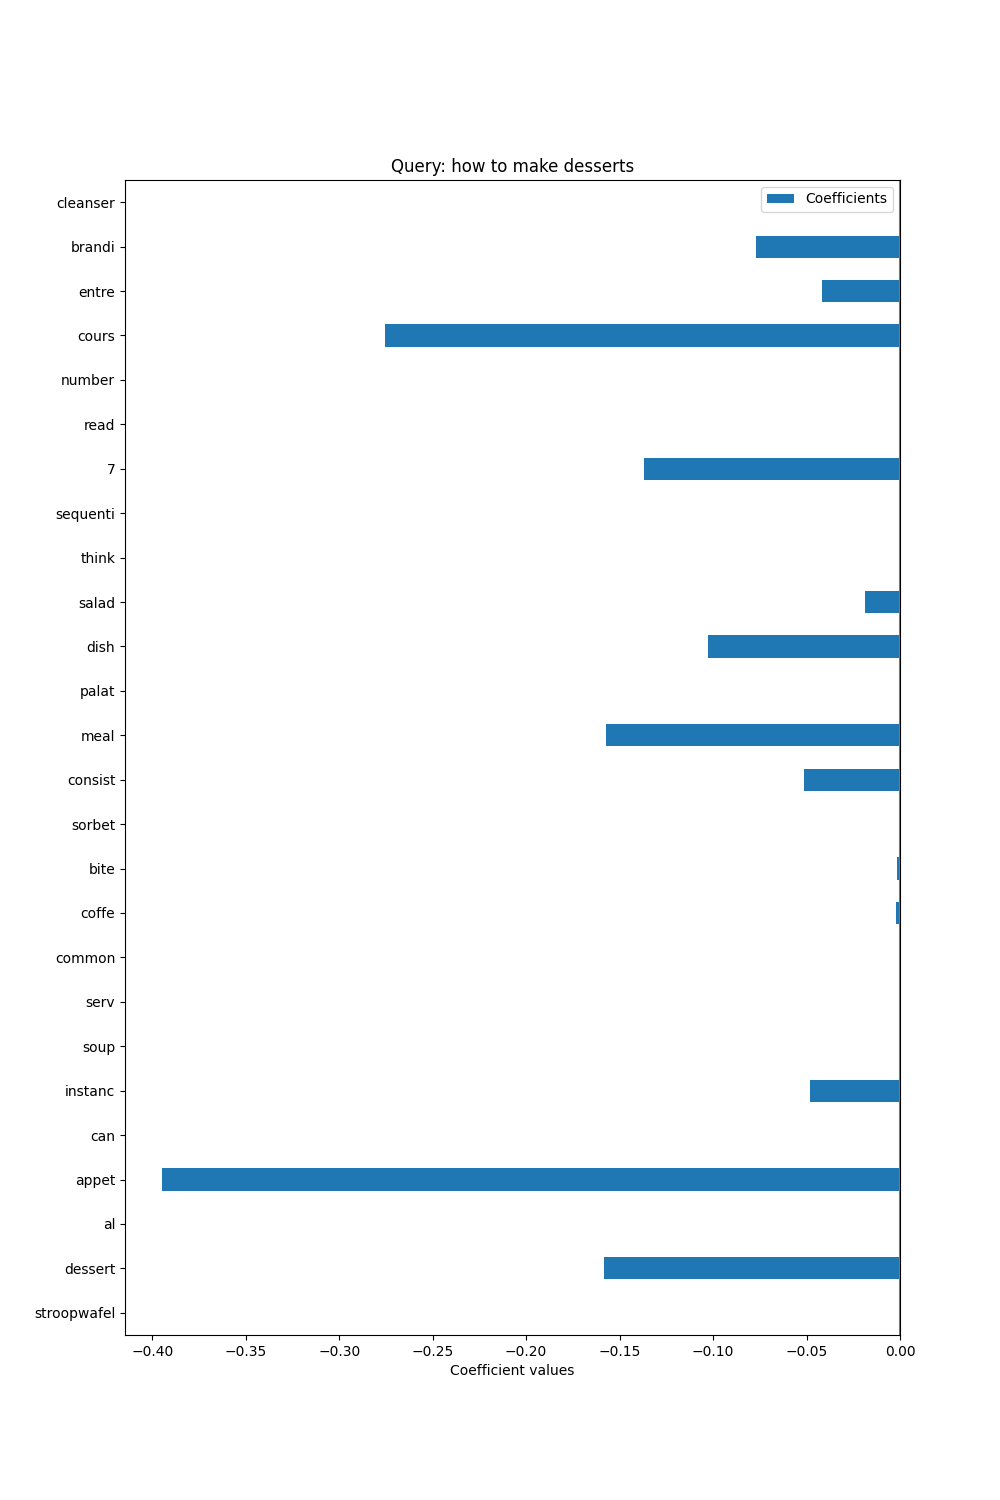 Query: how to make desserts
Coefficients
cleanser
brandi
entre
cours
number
read
7
sequenti
think
salad
dish
palat
meal
consist
sorbet
bite
coffe
common
serv
soup
instanc
can
appet
al
dessert
stroopwafel
−0.40 −0.35 −0.30 −0.25 −0.20 −0.15 −0.10 −0.05 0.00
Coefficient values